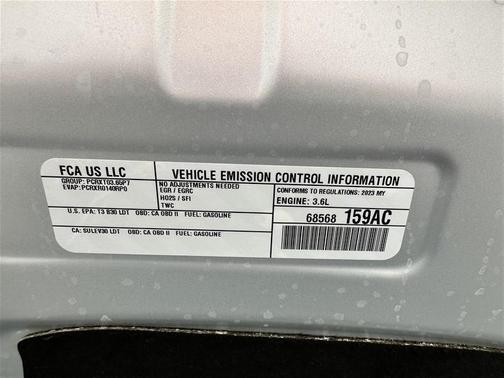 FCA US LLC
GROUP: PCRXT03.65P7
EVAP: PCRXR0140RP0
VEHICLE EMISSION CONTROL INFORMATION
NO ADJUSTMENTS NEEDED
EGR / EGRC
HO2S / SFI
TWC
CONFORMS TO REGULATIONS: 2023 MY
ENGINE: 3.6L
U.S. EPA: T3 B30 LDT OBD: CA OBD II FUEL: GASOLINE
CA: SULEV30 LDT OBD: CA OBD II FUEL: GASOLINE
68568 159AC